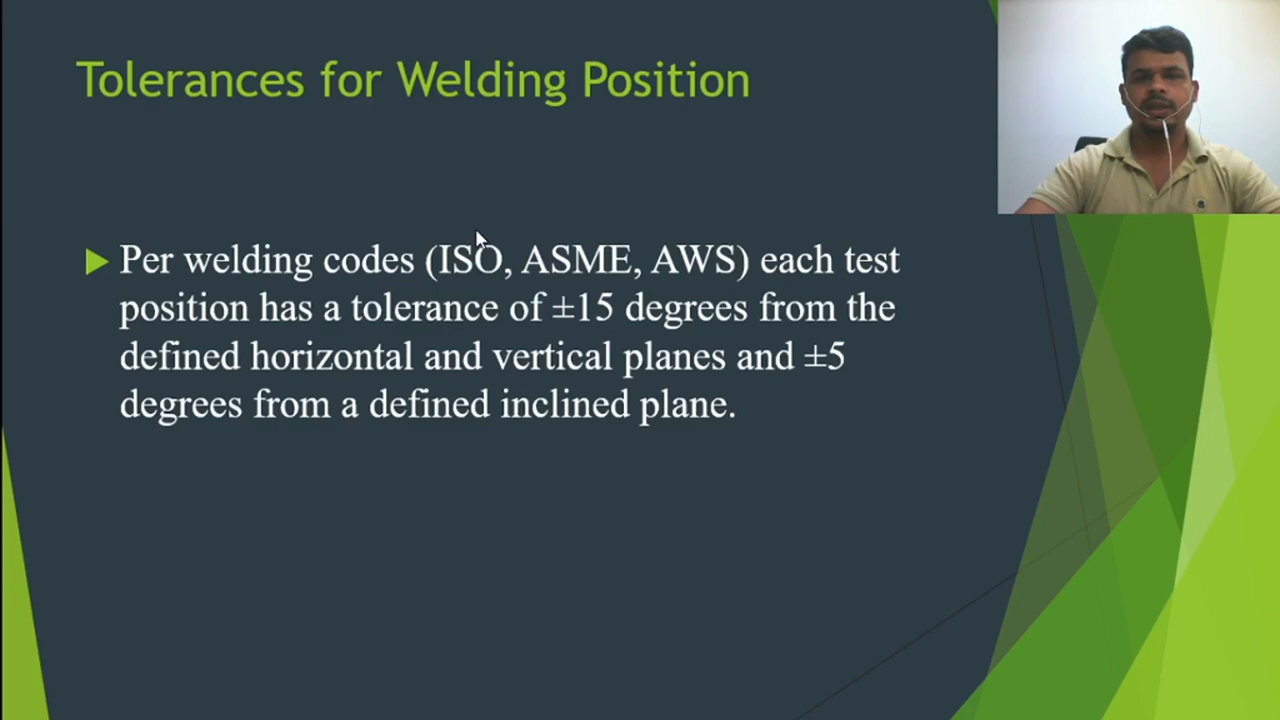 Tolerances for Welding Position
Per welding codes (ISO, ASME, AWS) each test
position has a tolerance of ±15 degrees from the
defined horizontal and vertical planes and ±5
degrees from a defined inclined plane.